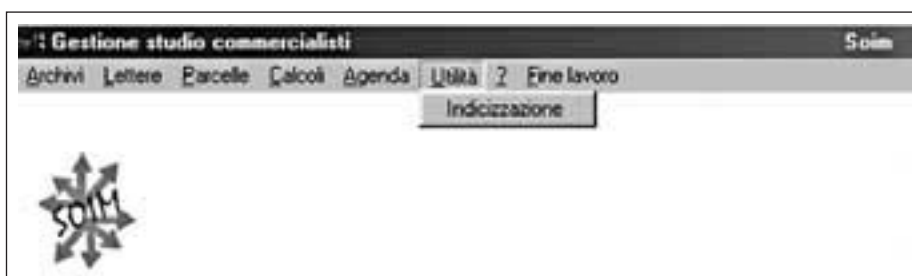 Gestione studio commercialisti Soim
Archivi Lettere Parcelle Calcoli Agenda Utilità ? Fine lavoro
Indicizzazione
SOIM